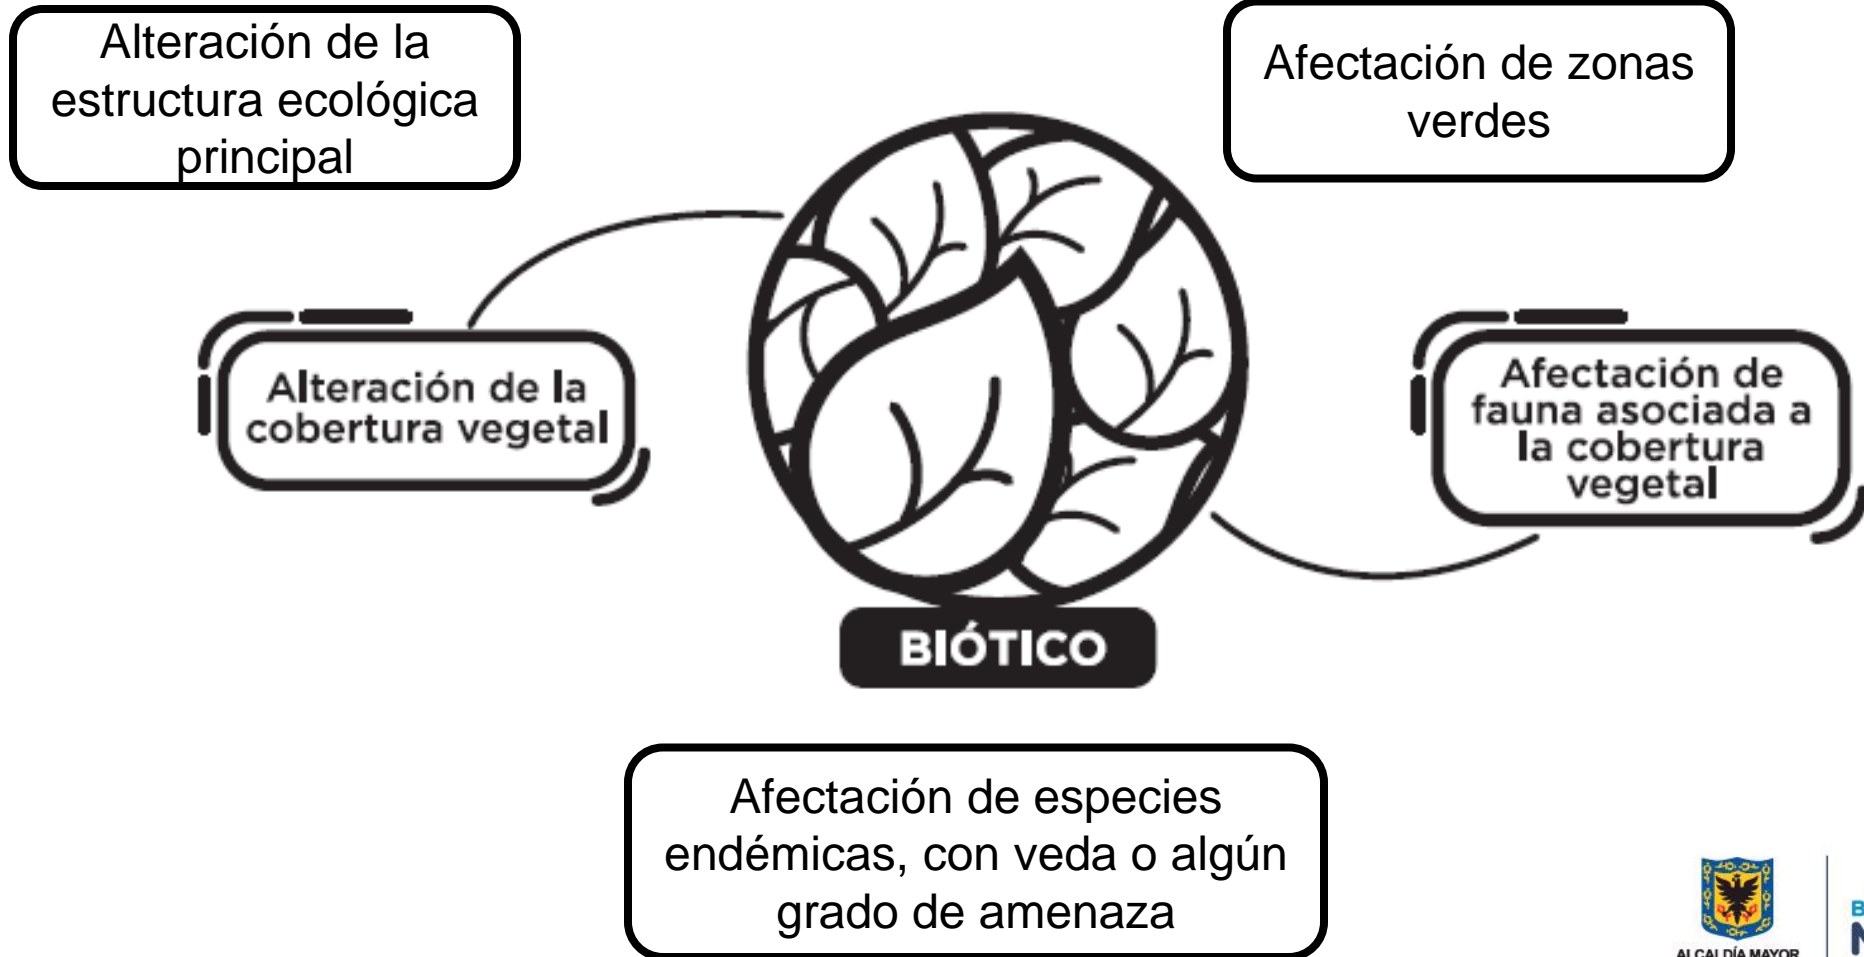 Alteración de la
estructura ecológica
principal
Afectación de zonas
verdes
Alteración de la
cobertura vegetal
Afectación de
fauna asociada a
la cobertura
vegetal
BIÓTICO
Afectación de especies
endémicas, con veda o algún
grado de amenaza
ALCALDÍA MAYOR